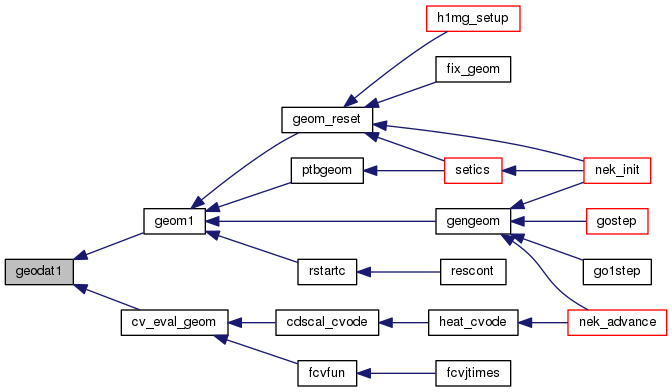 h1mg_setup
fix_geom
geom_reset
ptbgeom
setics
nek_init
geom1
gengeom
gostep
geodat1
rstartc
rescont
go1step
cv_eval_geom
cdscal_cvode
heat_cvode
nek_advance
fcvfun
fcvjtimes